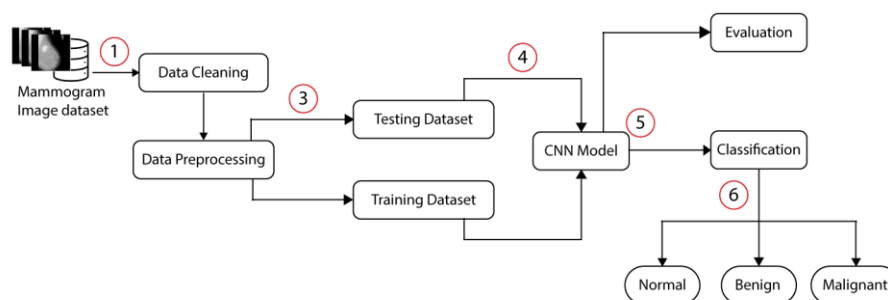 1
Mammogram
Image dataset
Data Cleaning
Data Preprocessing
3
Testing Dataset
Training Dataset
4
CNN Model
5
Evaluation
Classification
6
Normal
Benign
Malignant